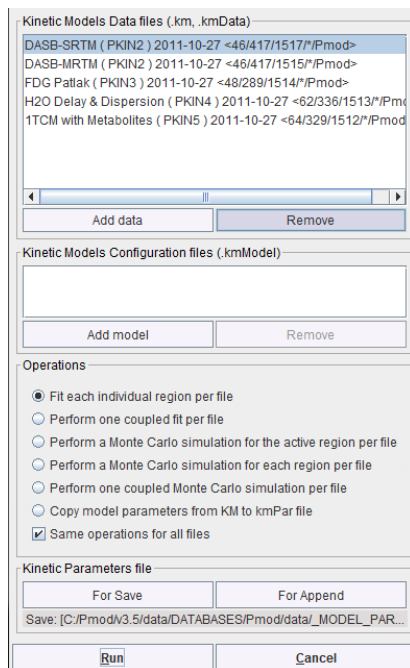 Kinetic Models Data files (.km, .kmData)
DASB-SRTM ( PKIN2 ) 2011-10-27 <46/417/1517/*/Pmod>
DASB-MRTM ( PKIN2 ) 2011-10-27 <46/417/1515/*/Pmod>
FDG Patlak ( PKIN3 ) 2011-10-27 <48/289/1514/*/Pmod>
H2O Delay & Dispersion ( PKIN4 ) 2011-10-27 <62/336/1513/*/Pmo
1TCM with Metabolites ( PKIN5 ) 2011-10-27 <64/329/1512/*/Pmod
Add data
Remove
Kinetic Models Configuration files (.kmModel)
Add model
Remove
Operations
Fit each individual region per file
Perform one coupled fit per file
Perform a Monte Carlo simulation for the active region per file
Perform a Monte Carlo simulation for each region per file
Perform one coupled Monte Carlo simulation per file
Copy model parameters from KM to kmPar file
Same operations for all files
Kinetic Parameters file
For Save
For Append
Save: [C:/Pmod/v3.5/data/DATABASES/Pmod/data/_MODEL_PAR...
Run
Cancel